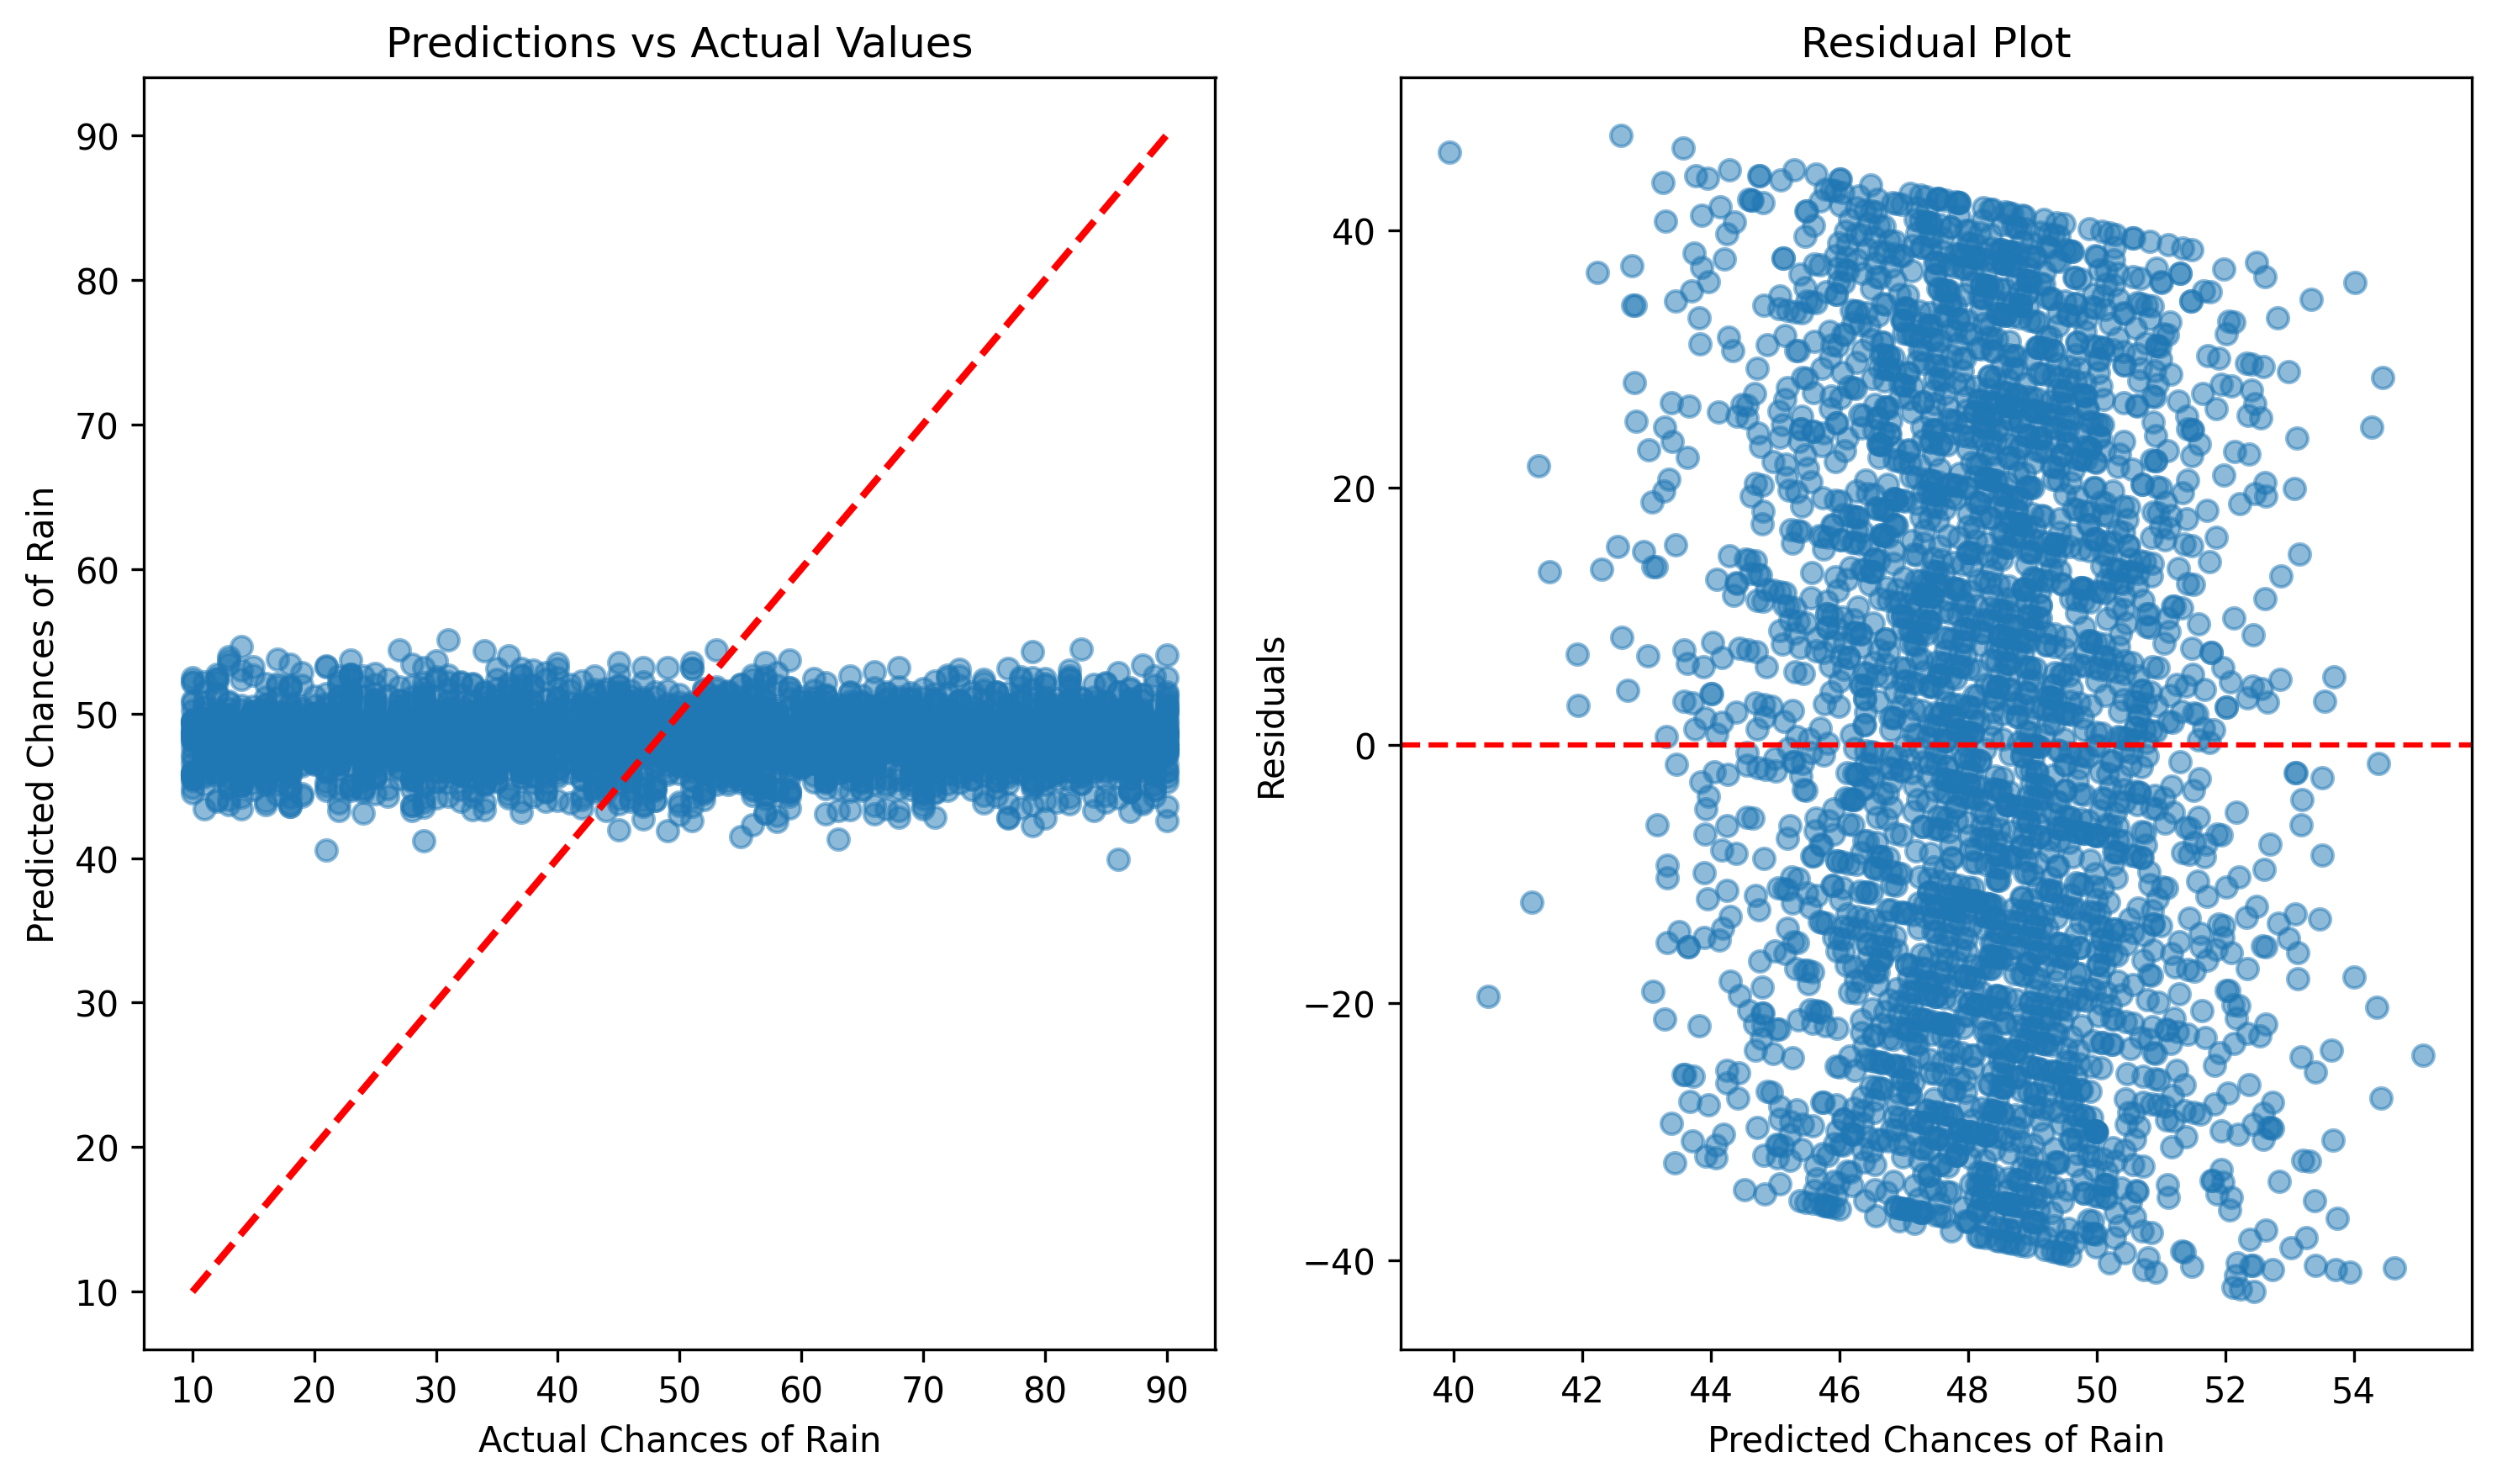 Predictions vs Actual Values
90
80
70
60
50
40
30
20
10
Predicted Chances of Rain
10 20 30 40 50 60 70 80 90
Actual Chances of Rain
Residual Plot
40
20
0
−20
−40
Residuals
40 42 44 46 48 50 52 54
Predicted Chances of Rain